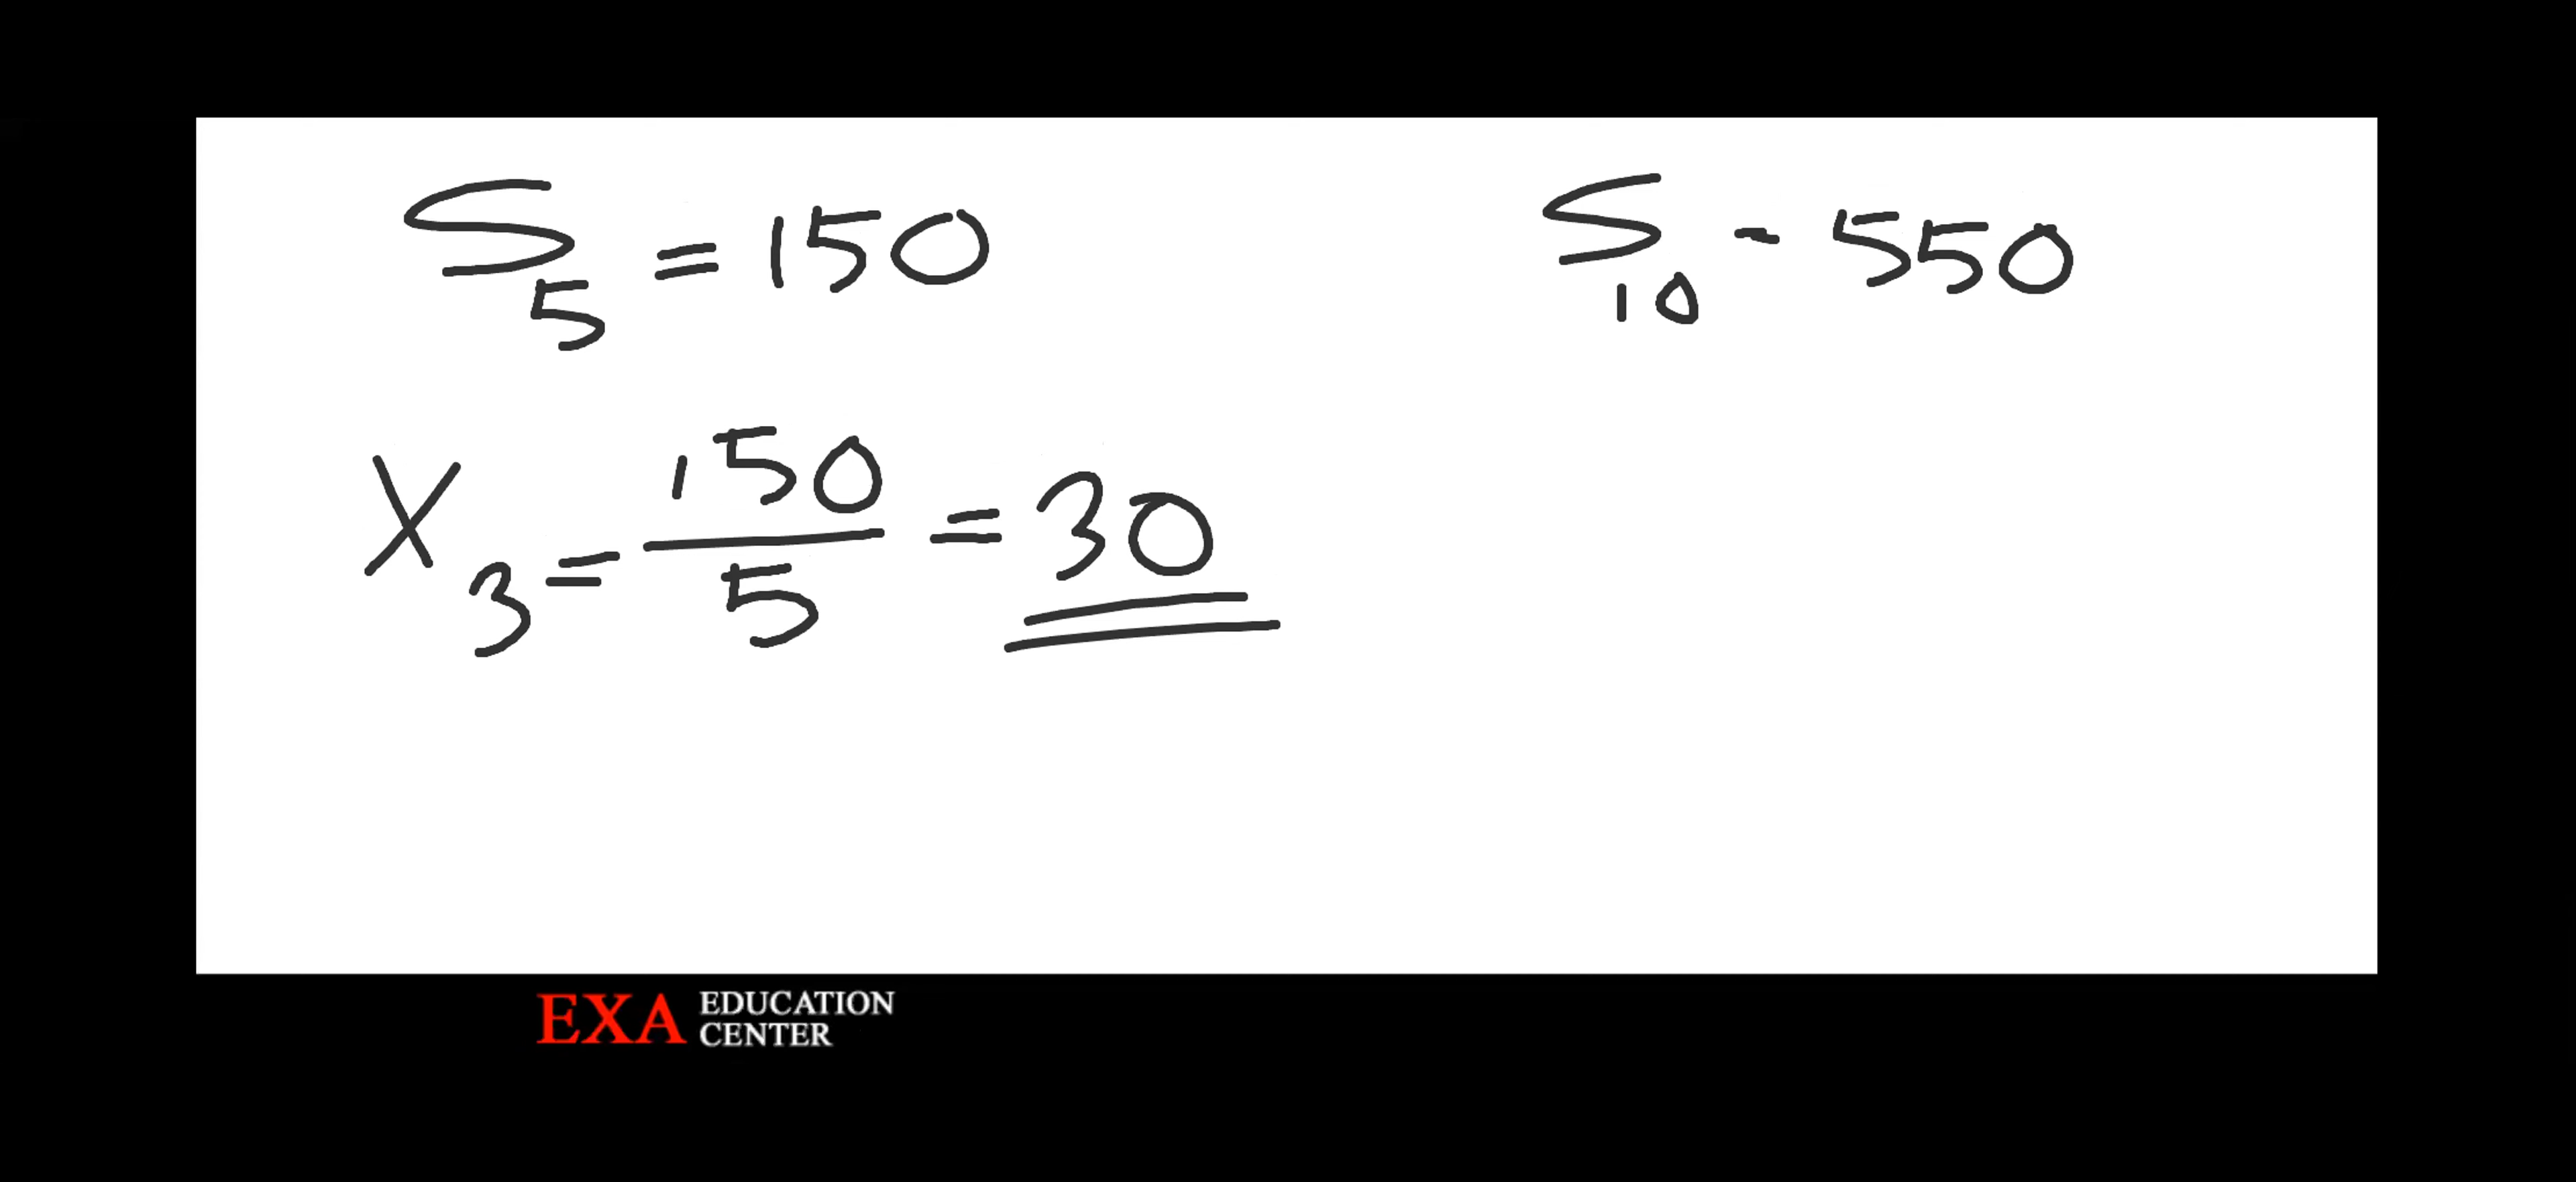 S₅ = 150
S₁₀ - 550
X₃ = 150/5 = 30
EXA EDUCATION
CENTER